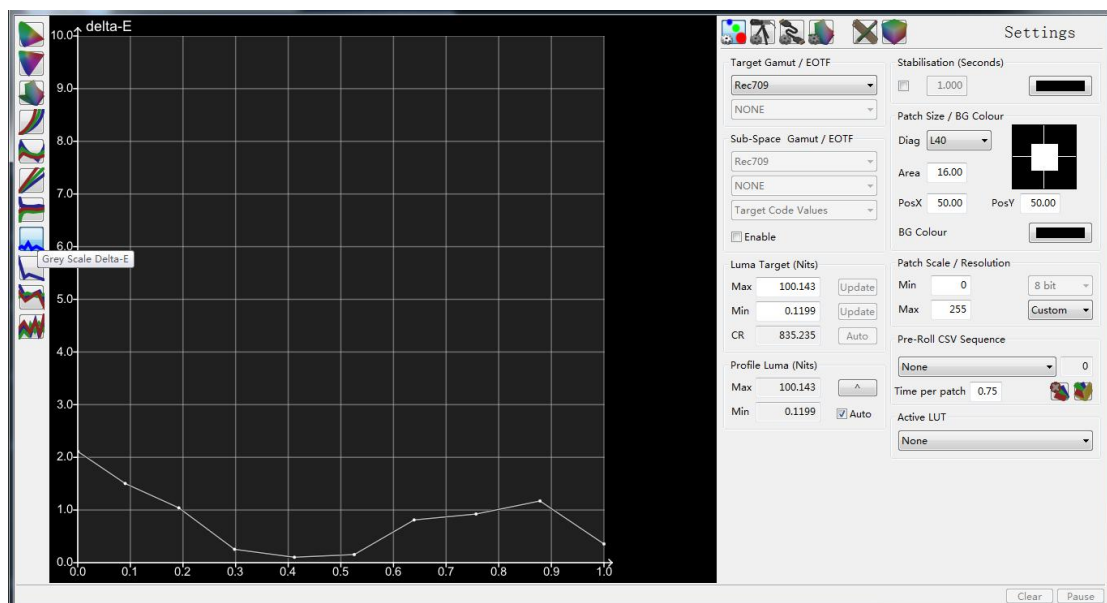 delta-E
10.0
9.0
8.0
7.0
6.0
5.0
4.0
3.0
2.0
1.0
0.0
0.0 0.1 0.2 0.3 0.4 0.5 0.6 0.7 0.8 0.9 1.0
Grey Scale Delta-E
Settings
Target Gamut / EOTF
Rec709
NONE
Sub-Space Gamut / EOTF
Rec709
NONE
Target Code Values
Enable
Luma Target (Nits)
Max 100.143 Update
Min 0.1199 Update
CR 835.235 Auto
Profile Luma (Nits)
Max 100.143 ^
Min 0.1199 Auto
Stabilisation (Seconds)
1.000
Patch Size / BG Colour
Diag L40
Area 16.00
PosX 50.00 PosY 50.00
BG Colour
Patch Scale / Resolution
Min 0 8 bit
Max 255 Custom
Pre-Roll CSV Sequence
None 0
Time per patch 0.75
Active LUT
None
Clear Pause